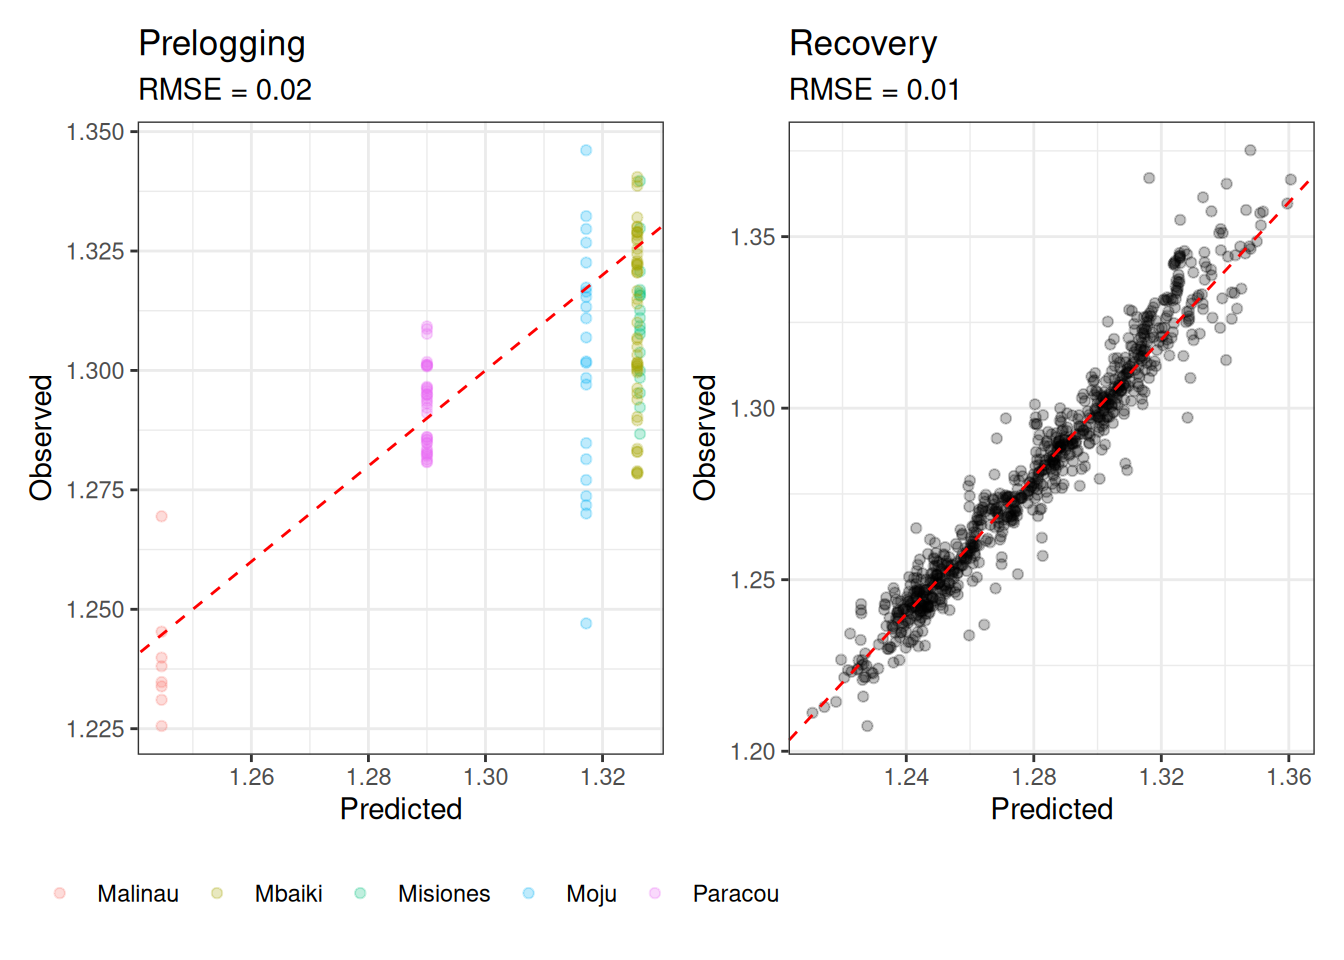 Prelogging
RMSE = 0.02
1.350
1.325
1.300
1.275
1.250
1.225
Observed
1.26 1.28 1.30 1.32
Predicted
Recovery
RMSE = 0.01
1.35
1.30
1.25
1.20
Observed
1.24 1.28 1.32 1.36
Predicted
Malinau Mbaiki Misiones Moju Paracou